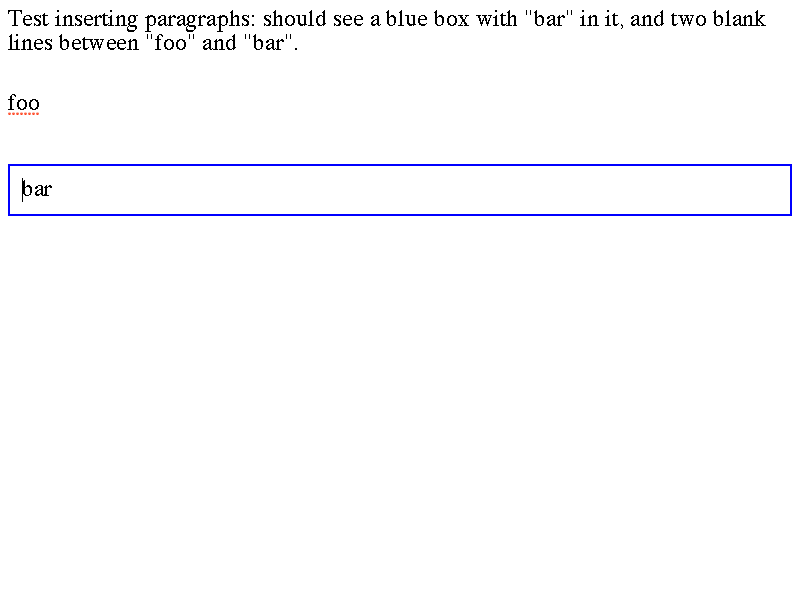 Test inserting paragraphs: should see a blue box with "bar" in it, and two blank
lines between "foo" and "bar".
foo
bar